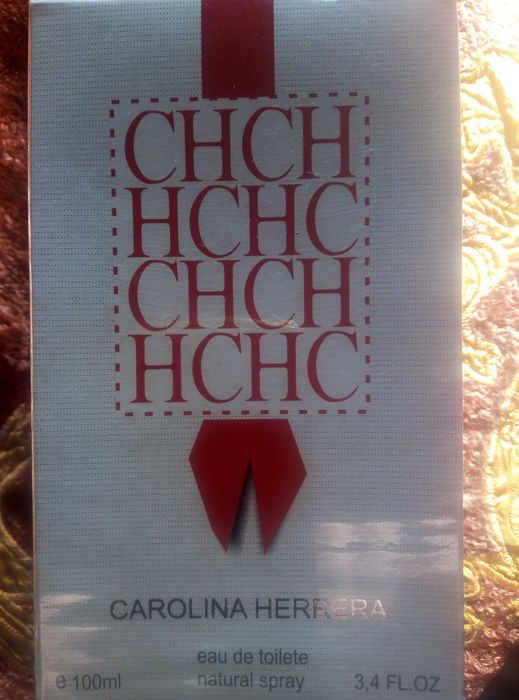 CHCH
HCHC
CHCH
HCHC
CAROLINA HERRERA
eau de toilete
e 100ml natural spray 3,4 FL.OZ